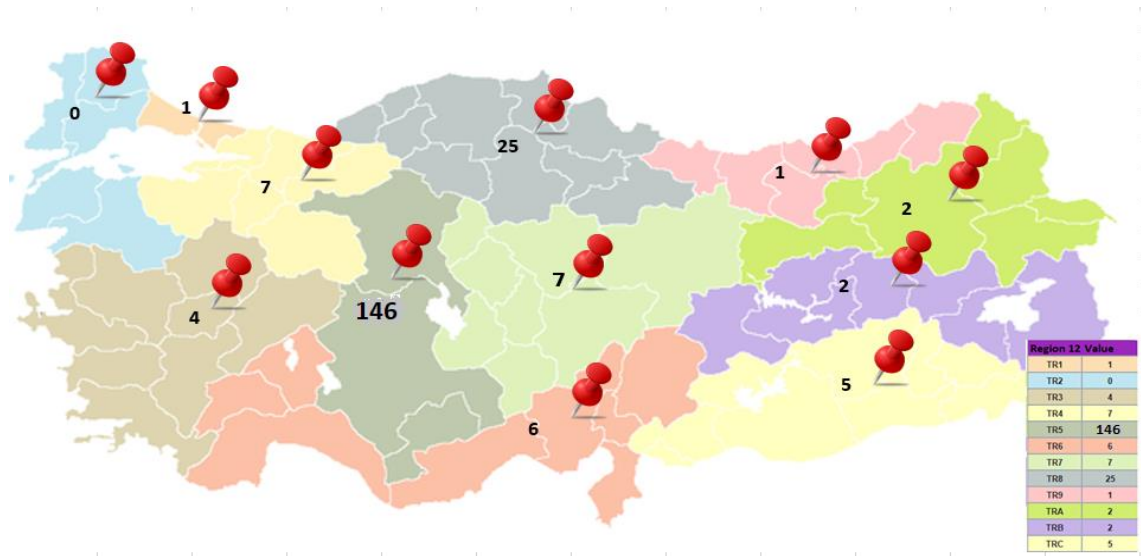 0
1
25
7
1
2
7
2
146
4
5
6
Region 12 Value
TR1 1
TR2 0
TR3 4
TR4 7
TR5 146
TR6 6
TR7 7
TR8 25
TR9 1
TRA 2
TRB 2
TRC 5